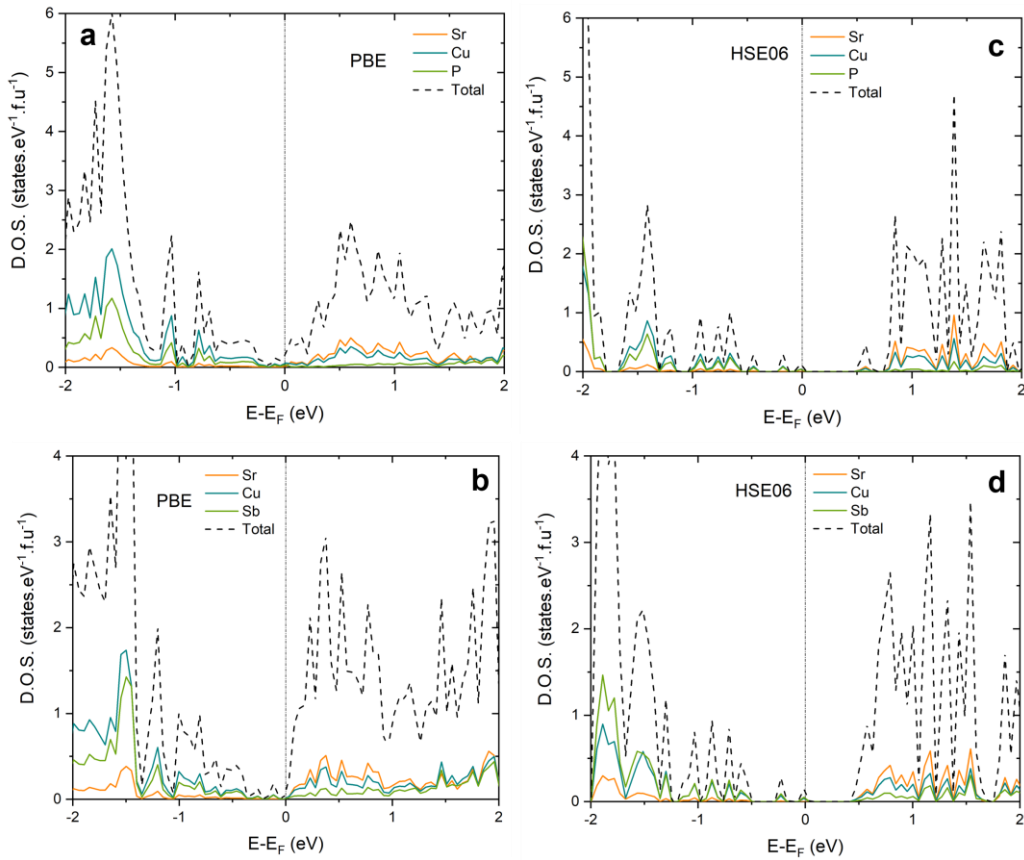 a
PBE
Sr
Cu
P
Total
6
5
4
3
2
1
0
D.O.S. (states.eV⁻¹.f.u⁻¹)
-2
-1
0
1
2
E-E_F (eV)
c
HSE06
Sr
Cu
P
Total
6
5
4
3
2
1
0
D.O.S. (states.eV⁻¹.f.u⁻¹)
-2
-1
0
1
2
E-E_F (eV)
b
PBE
Sr
Cu
Sb
Total
4
3
2
1
0
D.O.S. (states.eV⁻¹.f.u⁻¹)
-2
-1
0
1
2
E-E_F (eV)
d
HSE06
Sr
Cu
Sb
Total
4
3
2
1
0
D.O.S. (states.eV⁻¹.f.u⁻¹)
-2
-1
0
1
2
E-E_F (eV)